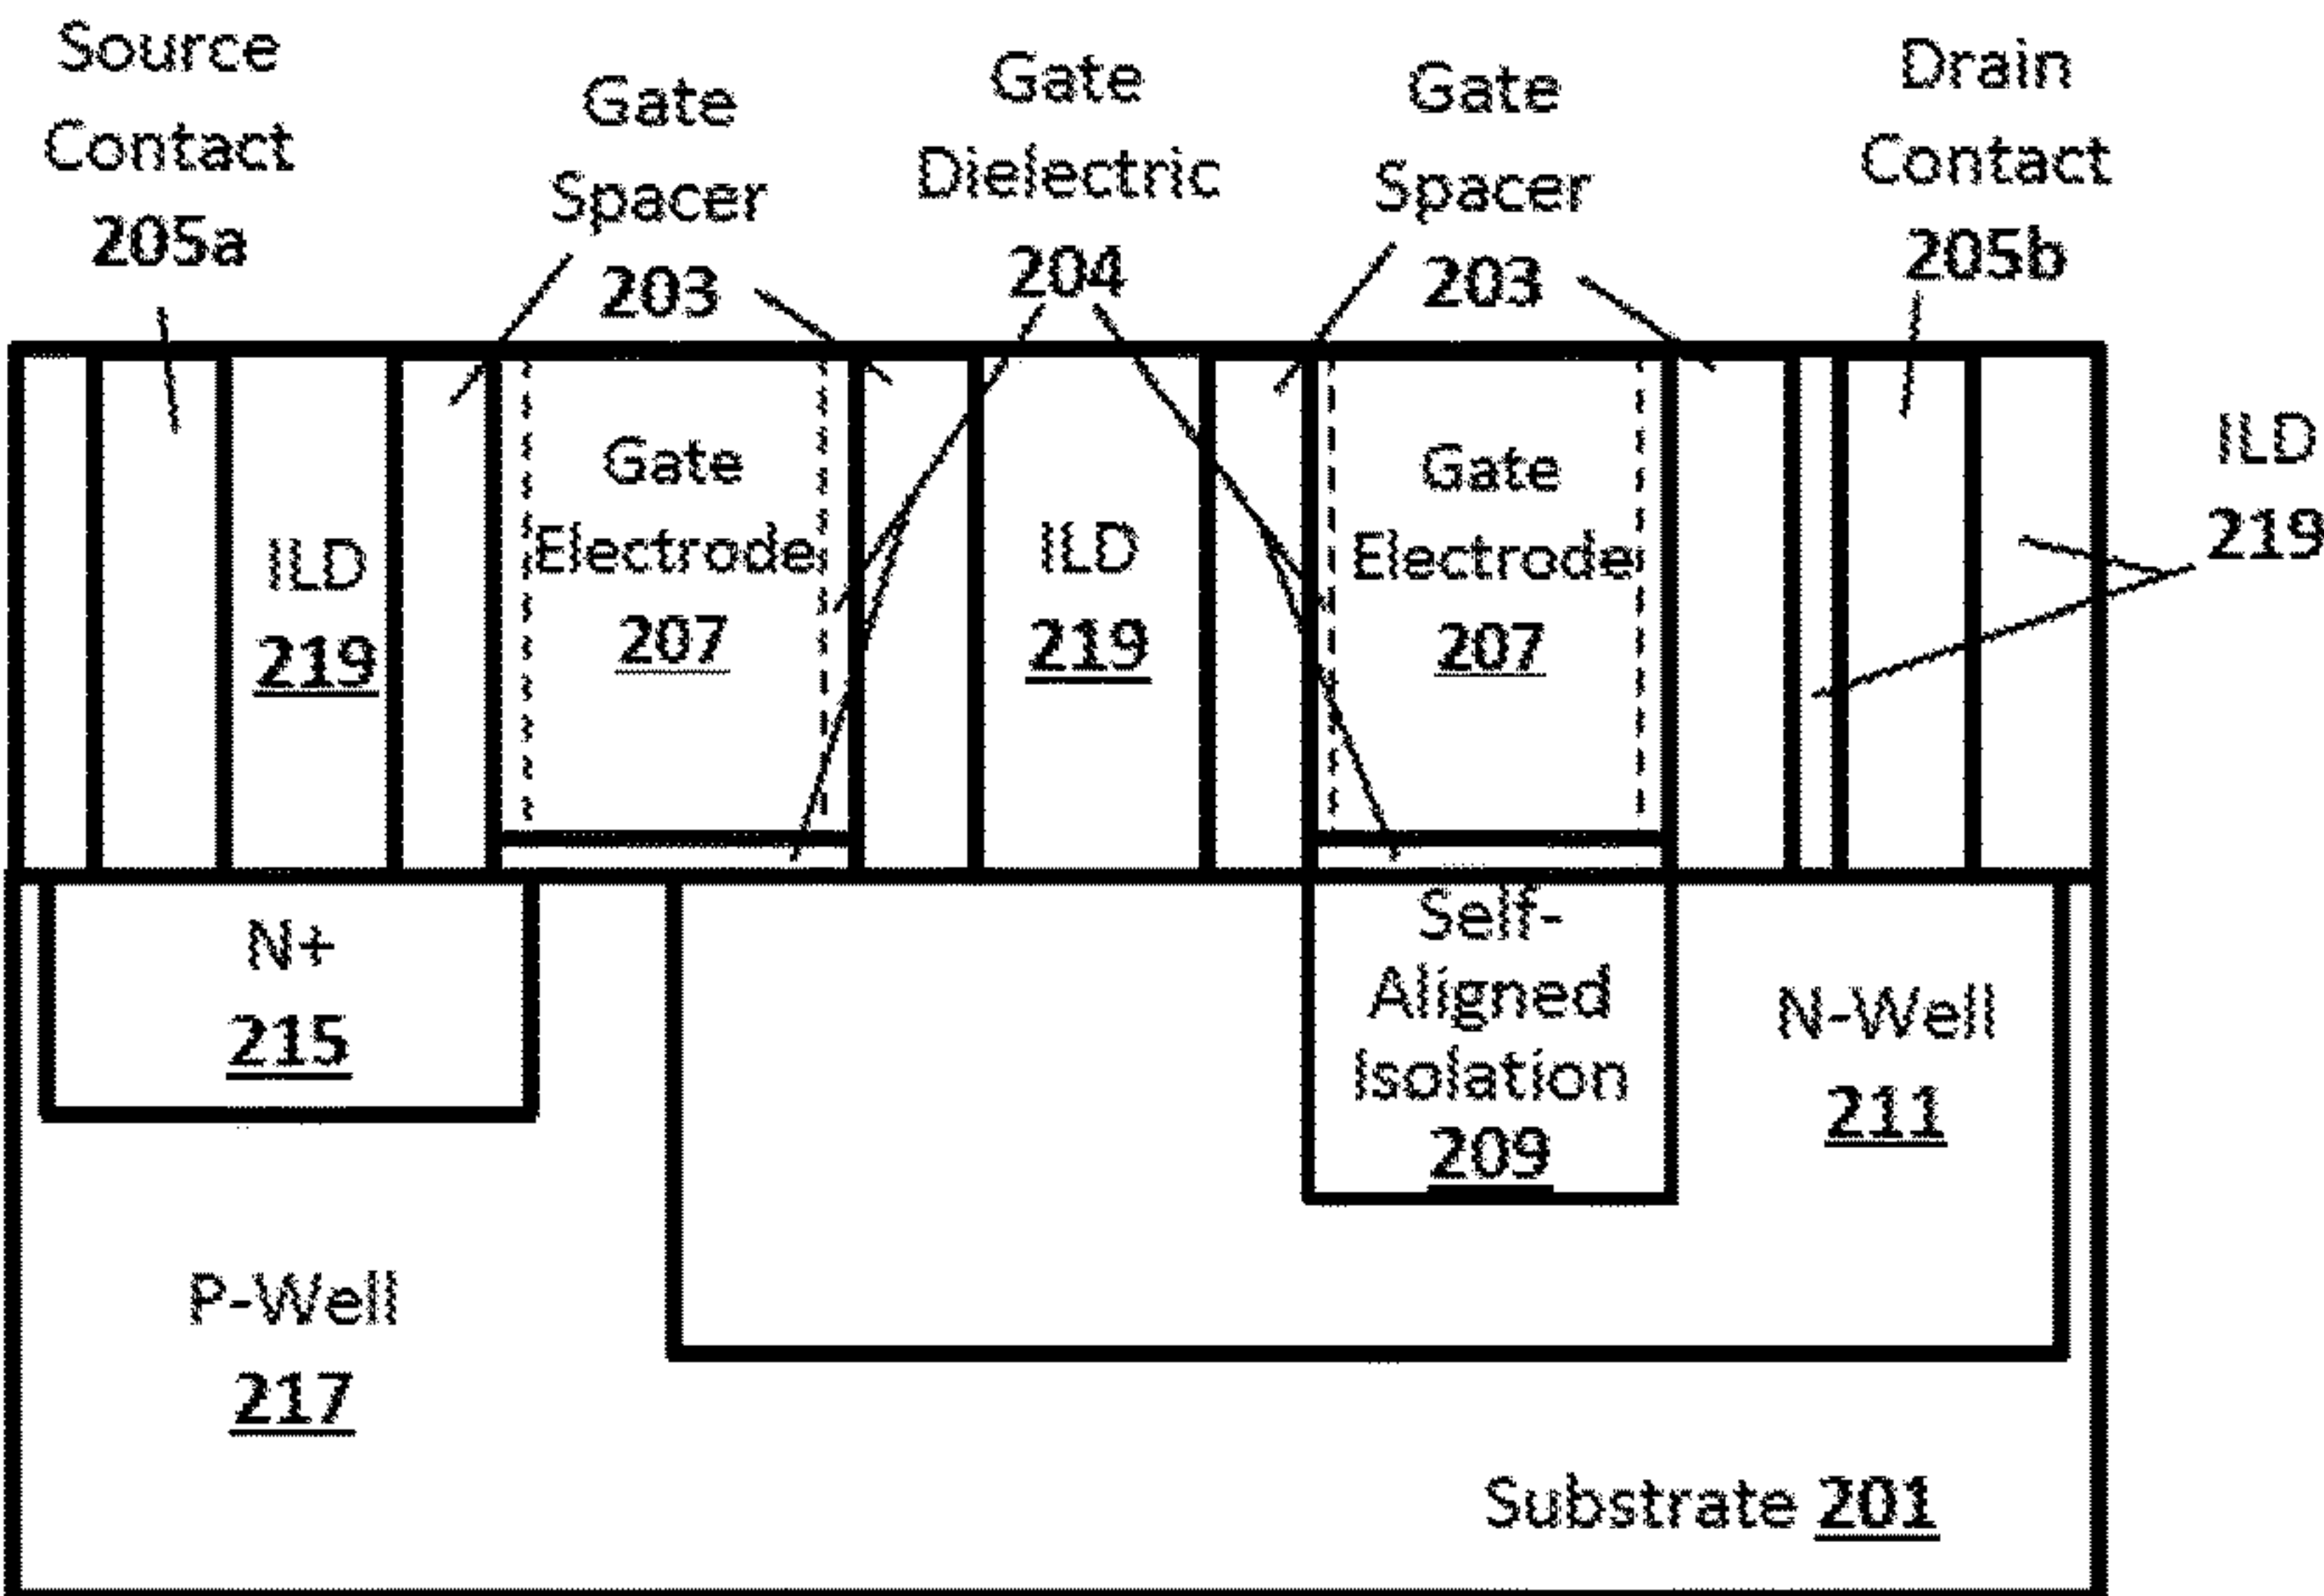 Source
Contact
205a
Gate
Spacer
203
Gate
Dielectric
204
Gate
Spacer
203
Drain
Contact
205b
ILD
219
Gate
Electrode
207
ILD
219
Gate
Electrode
207
ILD
219
N+
215
Self-
Aligned
Isolation
209
N-Well
211
P-Well
217
Substrate 201